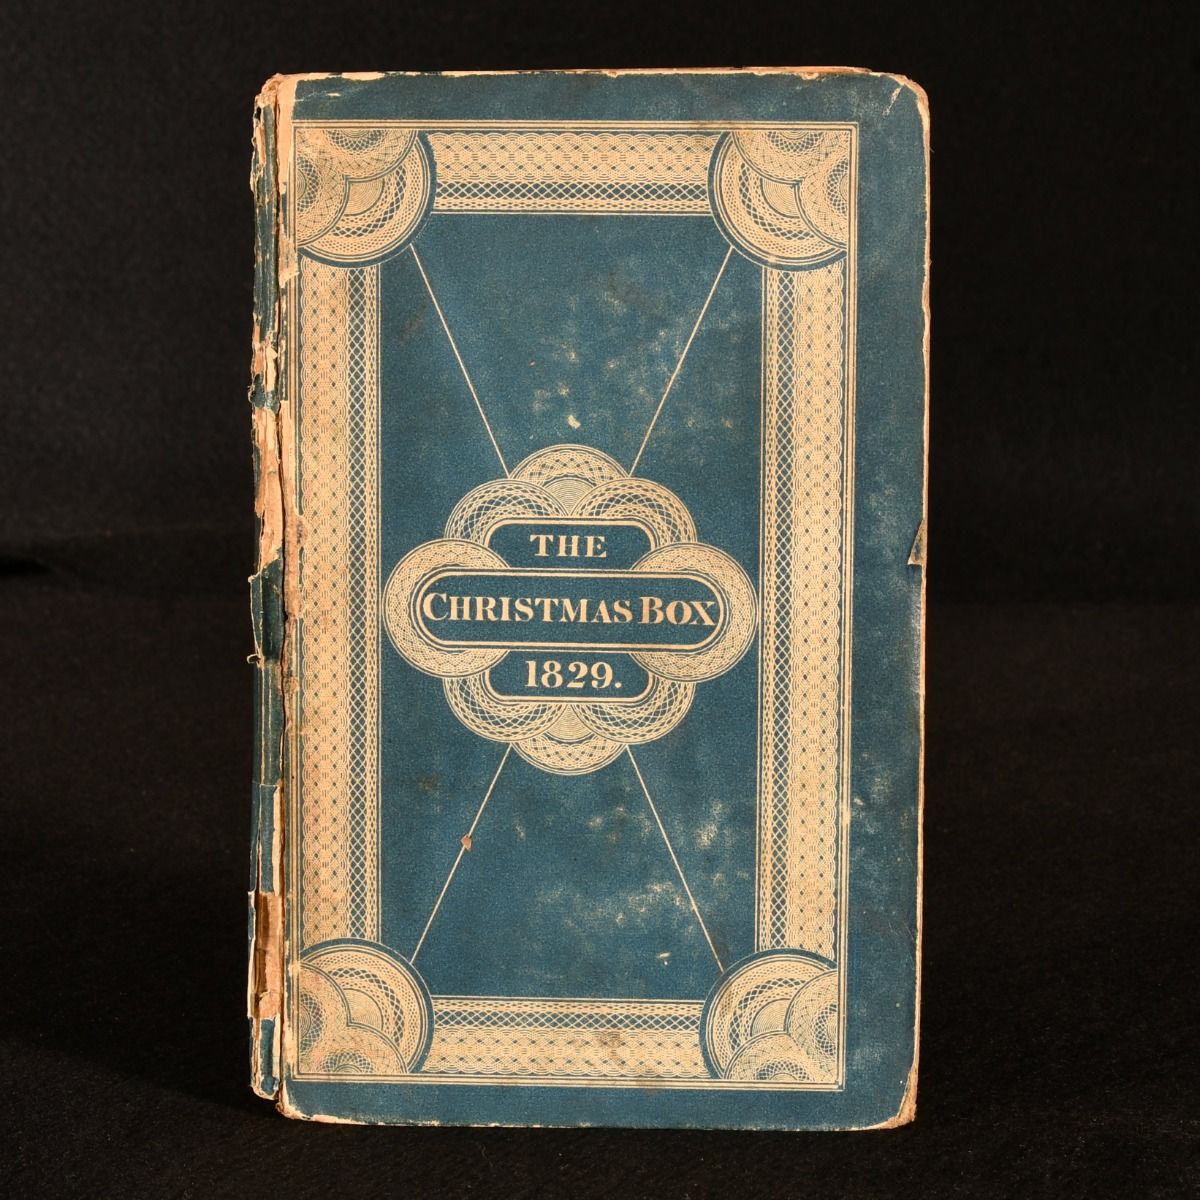 THE
CHRISTMAS BOX
1829.